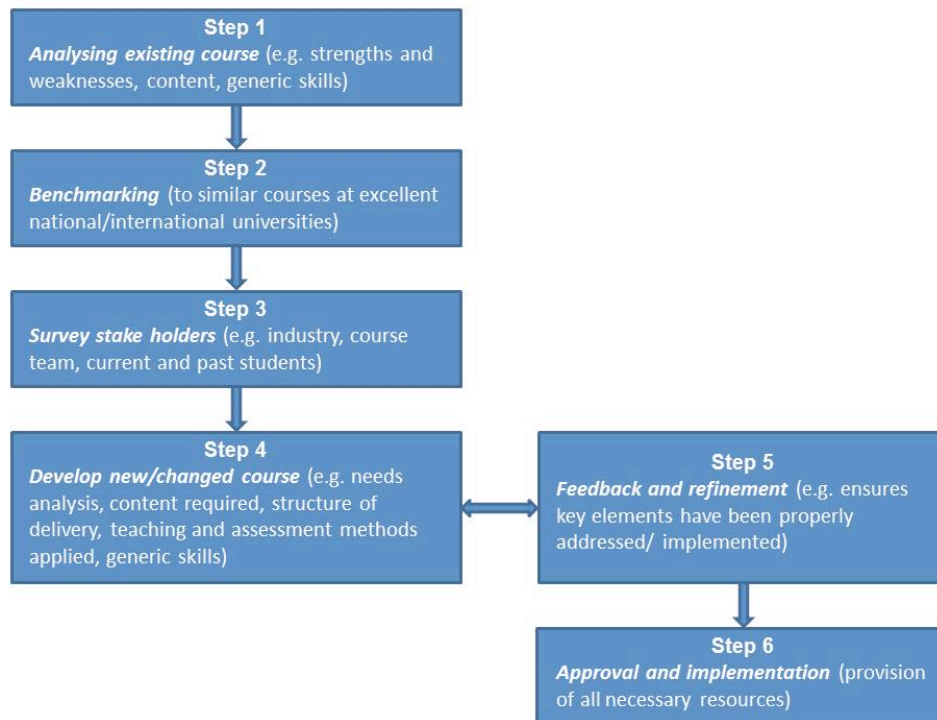 Step 1
Analysing existing course (e.g. strengths and
weaknesses, content, generic skills)
Step 2
Benchmarking (to similar courses at excellent
national/international universities)
Step 3
Survey stake holders (e.g. industry, course
team, current and past students)
Step 4
Develop new/changed course (e.g. needs
analysis, content required, structure of
delivery, teaching and assessment methods
applied, generic skills)
Step 5
Feedback and refinement (e.g. ensures
key elements have been properly
addressed/ implemented)
Step 6
Approval and implementation (provision
of all necessary resources)